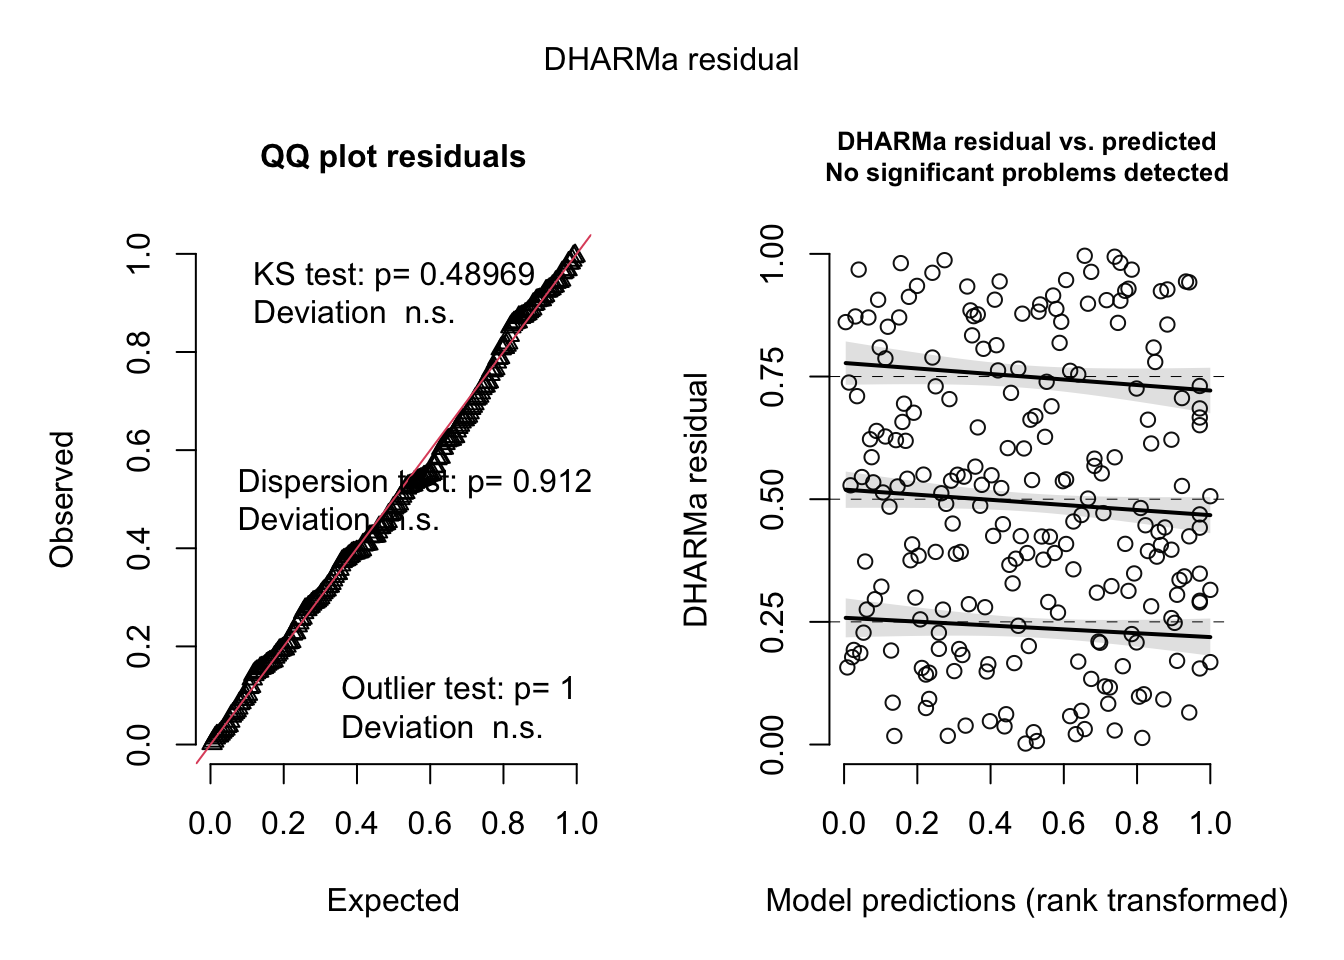 DHARMa residual
QQ plot residuals
KS test: p= 0.48969
Deviation  n.s.
Dispersion test: p= 0.912
Deviation  n.s.
Outlier test: p= 1
Deviation  n.s.
Observed
0.0
0.2
0.4
0.6
0.8
1.0
0.0 0.2 0.4 0.6 0.8 1.0
Expected
DHARMa residual vs. predicted
No significant problems detected
DHARMa residual
0.00
0.25
0.50
0.75
1.00
0.0 0.2 0.4 0.6 0.8 1.0
Model predictions (rank transformed)